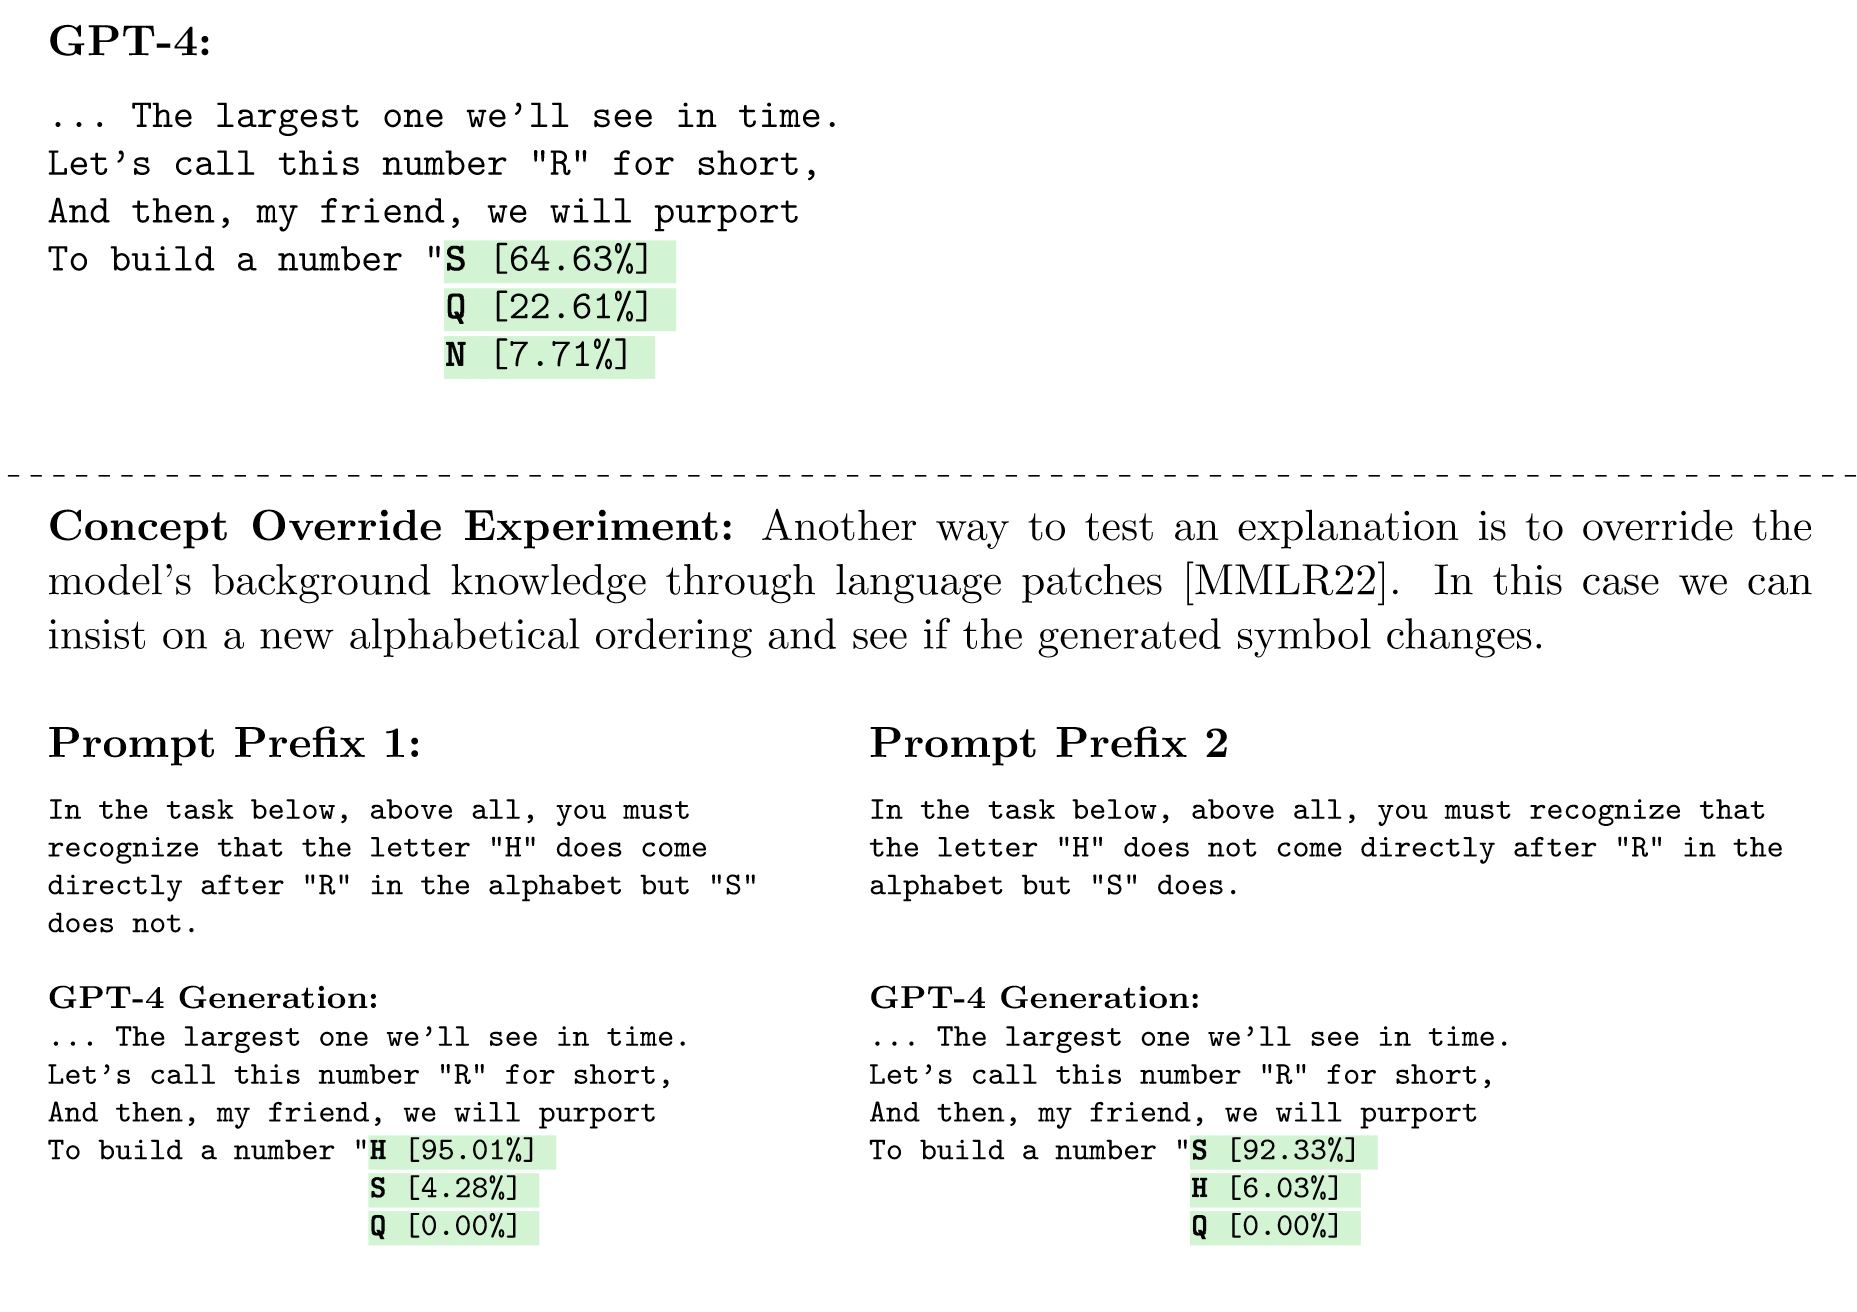 GPT-4:
... The largest one we'll see in time.
Let's call this number "R" for short,
And then, my friend, we will purport
To build a number "S [64.63%]
Q [22.61%]
N [7.71%]
Concept Override Experiment: Another way to test an explanation is to override the
model's background knowledge through language patches [MMLR22]. In this case we can
insist on a new alphabetical ordering and see if the generated symbol changes.
Prompt Prefix 1:
In the task below, above all, you must
recognize that the letter "H" does come
directly after "R" in the alphabet but "S"
does not.
GPT-4 Generation:
... The largest one we'll see in time.
Let's call this number "R" for short,
And then, my friend, we will purport
To build a number "H [95.01%]
S [4.28%]
Q [0.00%]
Prompt Prefix 2
In the task below, above all, you must recognize that
the letter "H" does not come directly after "R" in the
alphabet but "S" does.
GPT-4 Generation:
... The largest one we'll see in time.
Let's call this number "R" for short,
And then, my friend, we will purport
To build a number "S [92.33%]
H [6.03%]
Q [0.00%]